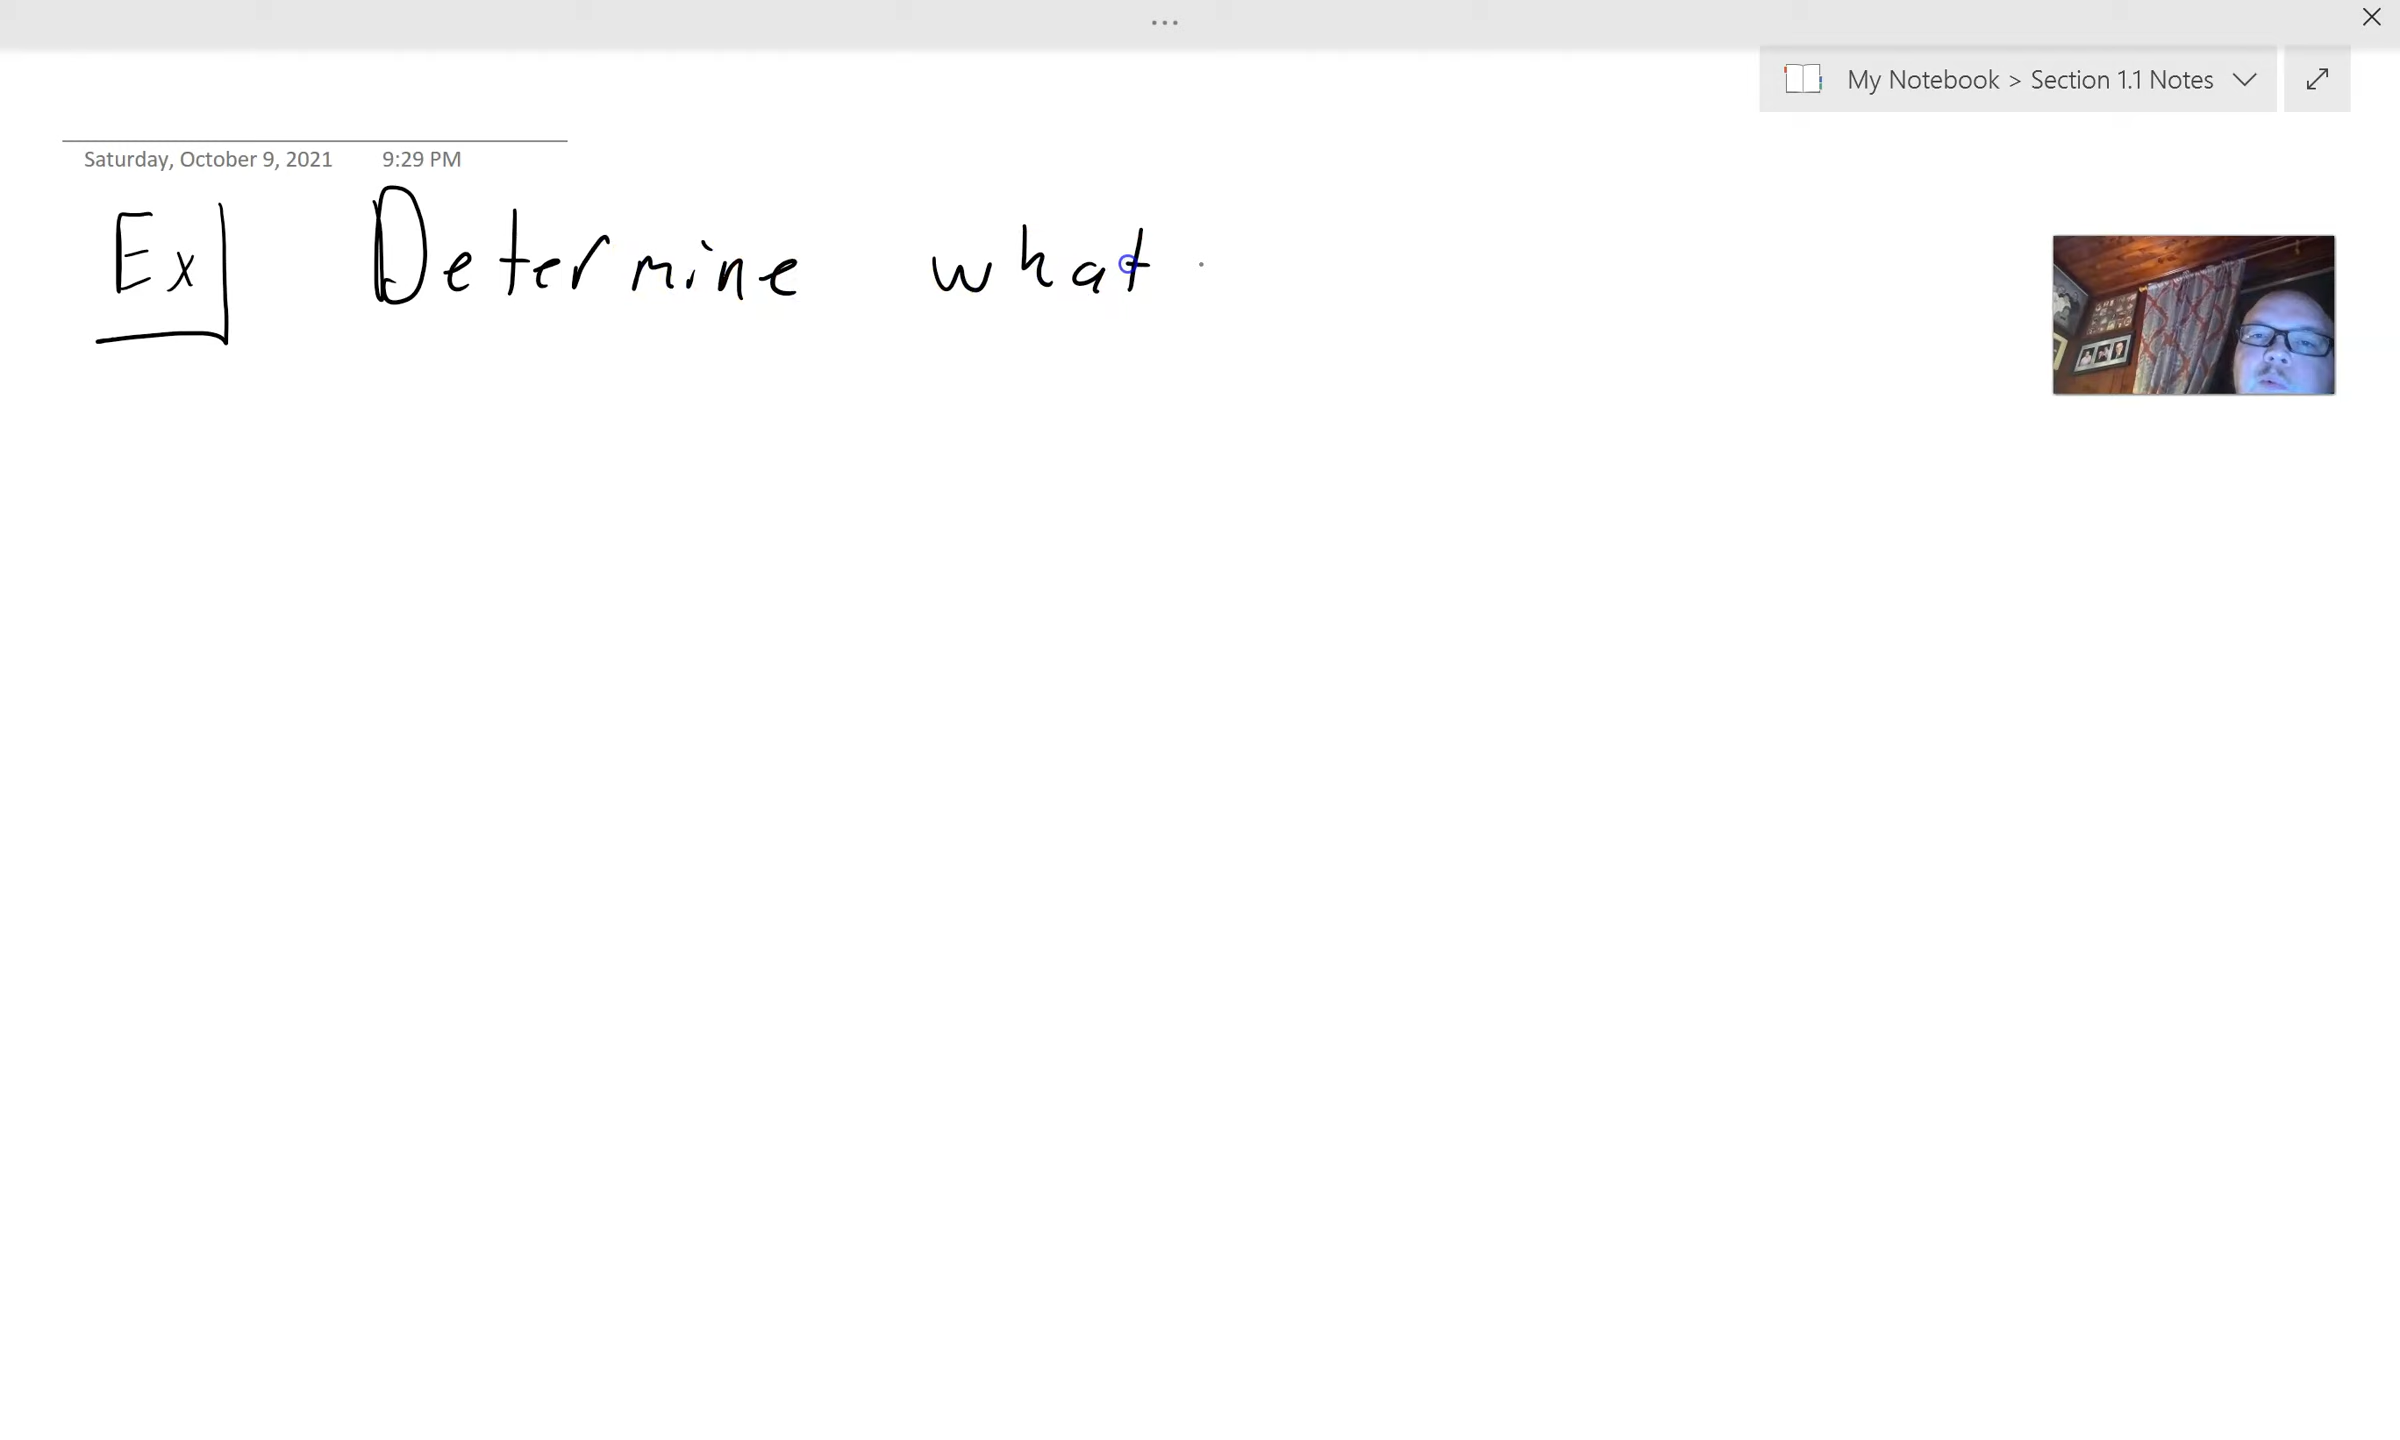 My Notebook > Section 1.1 Notes
Saturday, October 9, 2021 9:29 PM
Ex Determine what